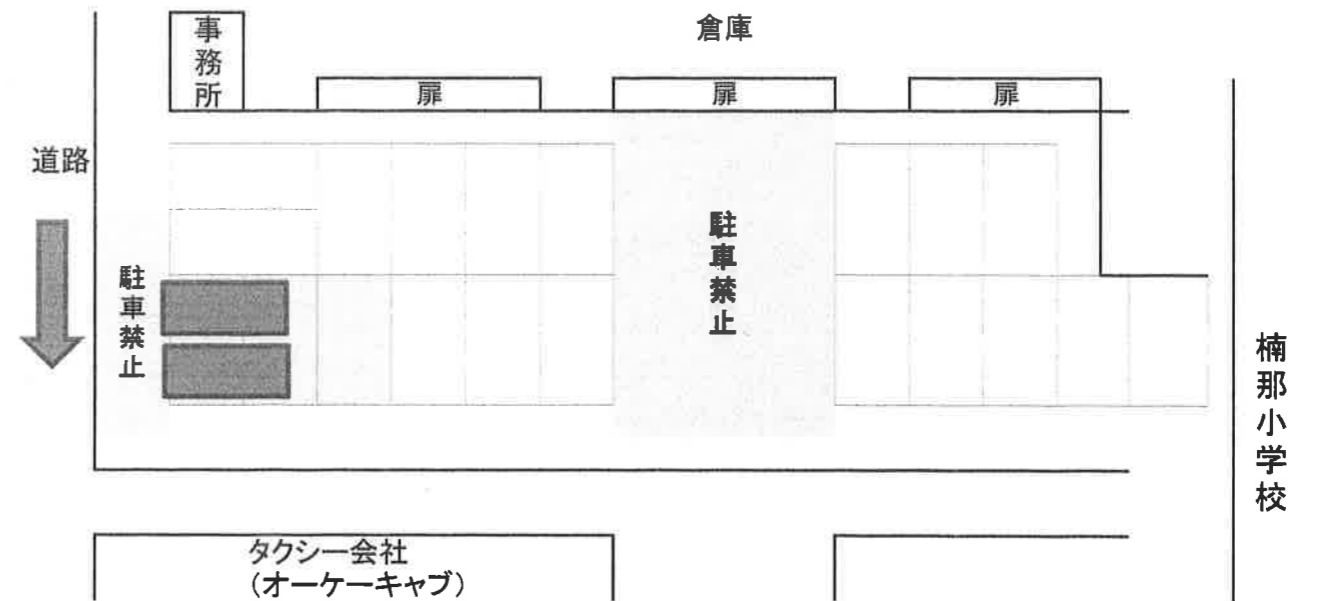 事務所
倉庫
扉
扉
扉
道路
駐車禁止
駐車禁止
楠那小学校
タクシー会社
（オーケーキャブ）